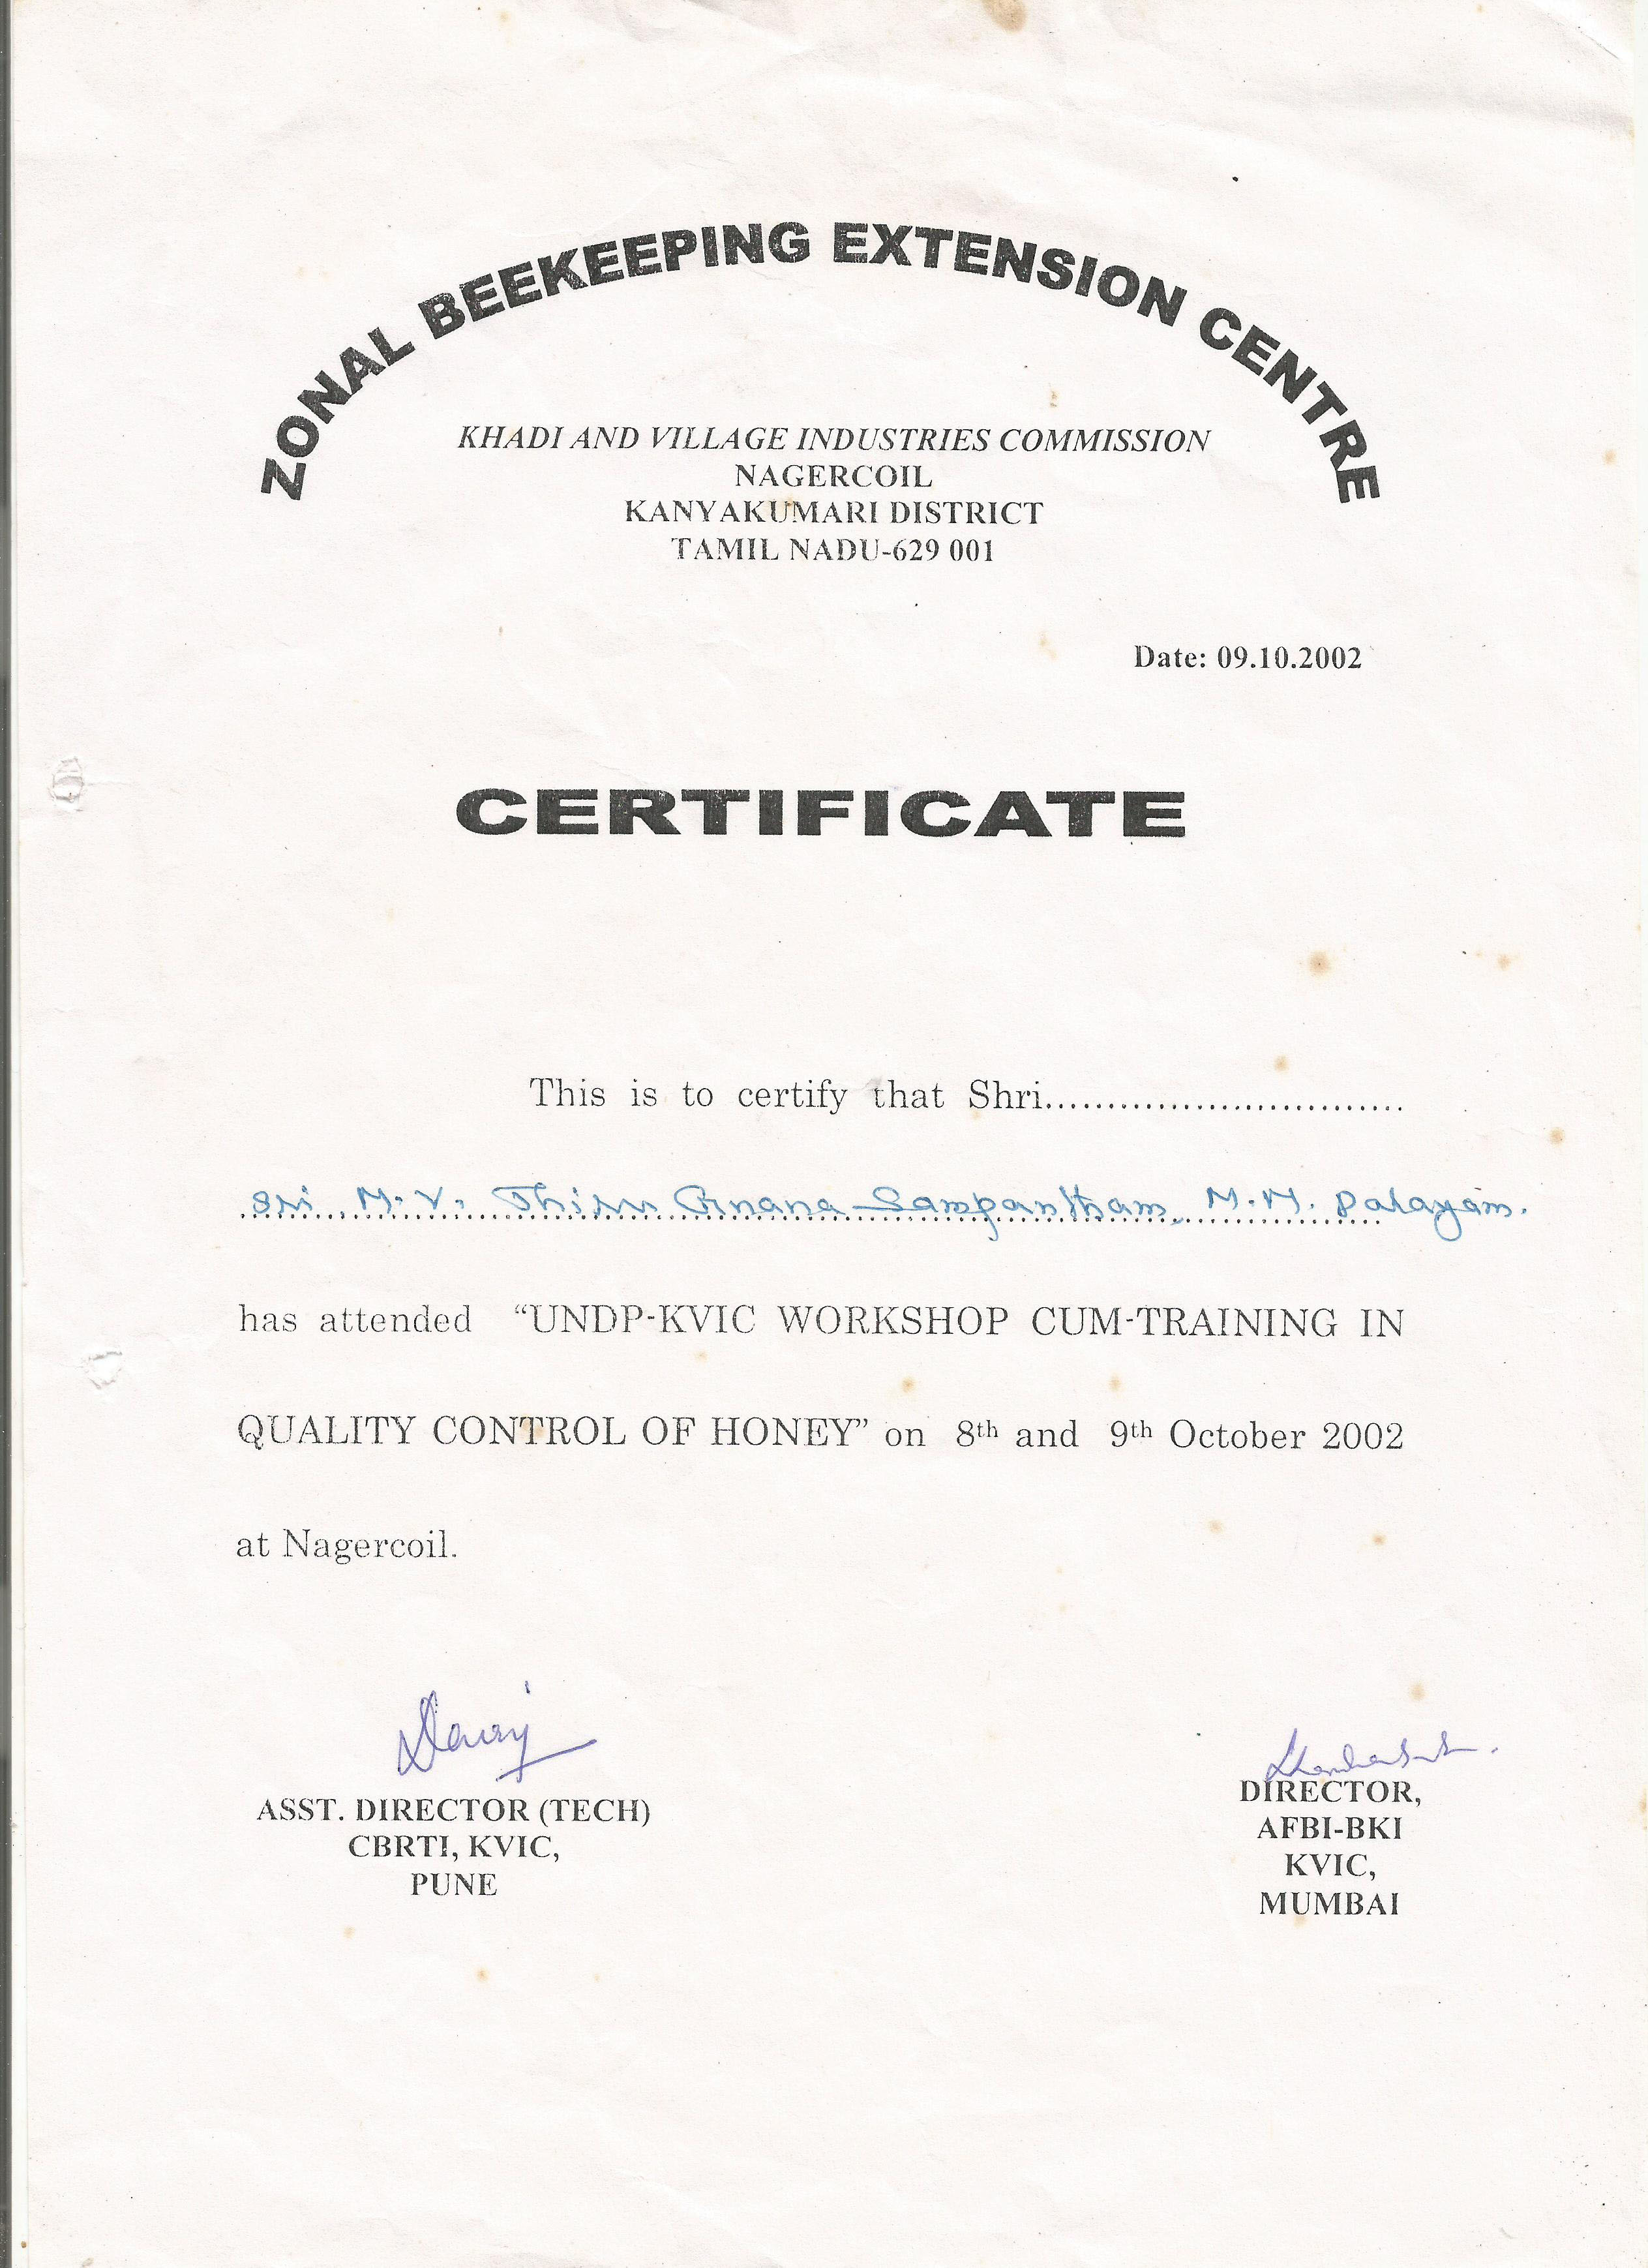 ZONAL BEEKEEPING EXTENSION CENTRE
KHADI AND VILLAGE INDUSTRIES COMMISSION
NAGERCOIL
KANYAKUMARI DISTRICT
TAMIL NADU-629 001
Date: 09.10.2002
CERTIFICATE
This is to certify that Shri.............................
Sri. M.V. Thiru Gnana Sampantham, M.M. Palayam.
has attended “UNDP-KVIC WORKSHOP CUM-TRAINING IN
QUALITY CONTROL OF HONEY” on 8th and 9th October 2002
at Nagercoil.
ASST. DIRECTOR (TECH)
CBRTI, KVIC,
PUNE
DIRECTOR,
AFBI-BKI
KVIC,
MUMBAI